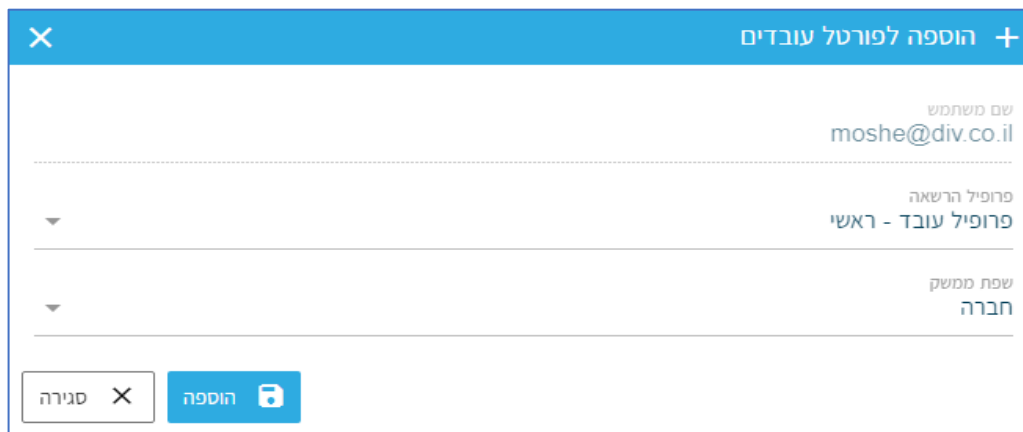 הוספה לפורטל עובדים
שם משתמש
moshe@div.co.il
פרופיל הרשאה
פרופיל עובד - ראשי
שפת ממשק
חברה
הוספה
סגירה